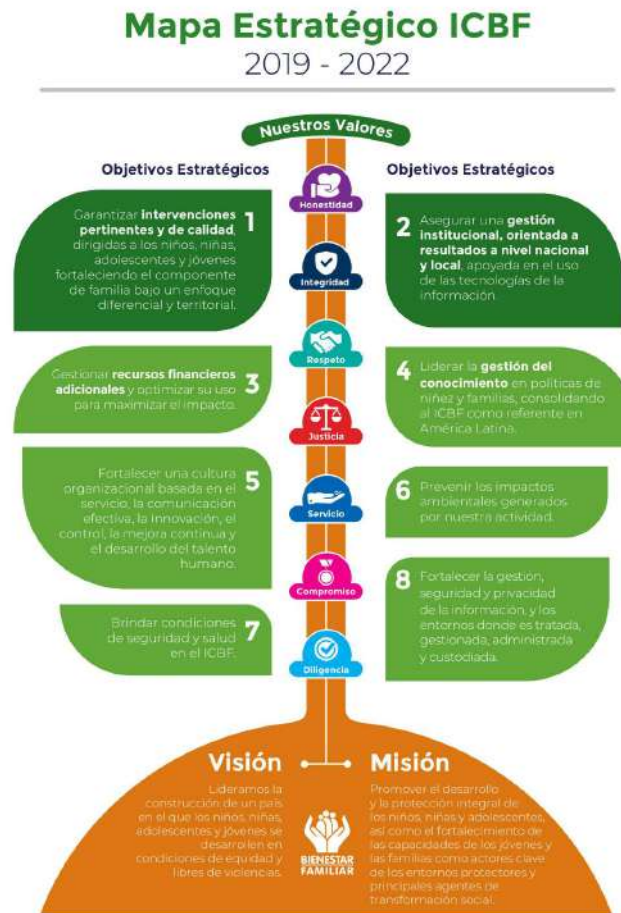 Mapa Estratégico ICBF
2019 - 2022
Nuestros Valores
Objetivos Estratégicos
Objetivos Estratégicos
Honestidad
1
Garantizar intervenciones
pertinentes y de calidad,
dirigidas a los niños, niñas,
adolescentes y jóvenes
fortaleciendo el componente
de familia bajo un enfoque
diferencial y territorial.
2
Asegurar una gestión
institucional, orientada a
resultados a nivel nacional
y local, apoyada en el uso
de las tecnologías de la
información.
Integridad
Respeto
3
Gestionar recursos financieros
adicionales y optimizar su uso
para maximizar el impacto.
4
Liderar la gestión del
conocimiento en políticas de
niñez y familias, consolidando
al ICBF como referente en
América Latina.
Justicia
5
Fortalecer una cultura
organizacional basada en el
servicio, la comunicación
efectiva, la Innovación, el
control, la mejora continua y
el desarrollo del talento
humano.
6
Prevenir los impactos
ambientales generados
por nuestra actividad.
Servicio
Compromiso
7
Brindar condiciones
de seguridad y salud
en el ICBF.
8
Fortalecer la gestión,
seguridad y privacidad
de la información, y los
entornos donde es tratada,
gestionada, administrada
y custodiada.
Diligencia
Visión
Lideramos la
construcción de un país
en el que los niños, niñas,
adolescentes y jóvenes se
desarrollen en
condiciones de equidad y
libres de violencias.
BIENESTAR
FAMILIAR
Misión
Promover el desarrollo
y la protección integral de
los niños, niñas y adolescentes,
así como el fortalecimiento de
las capacidades de los jóvenes y
las familias como actores clave
de los entornos protectores y
principales agentes de
transformación social.